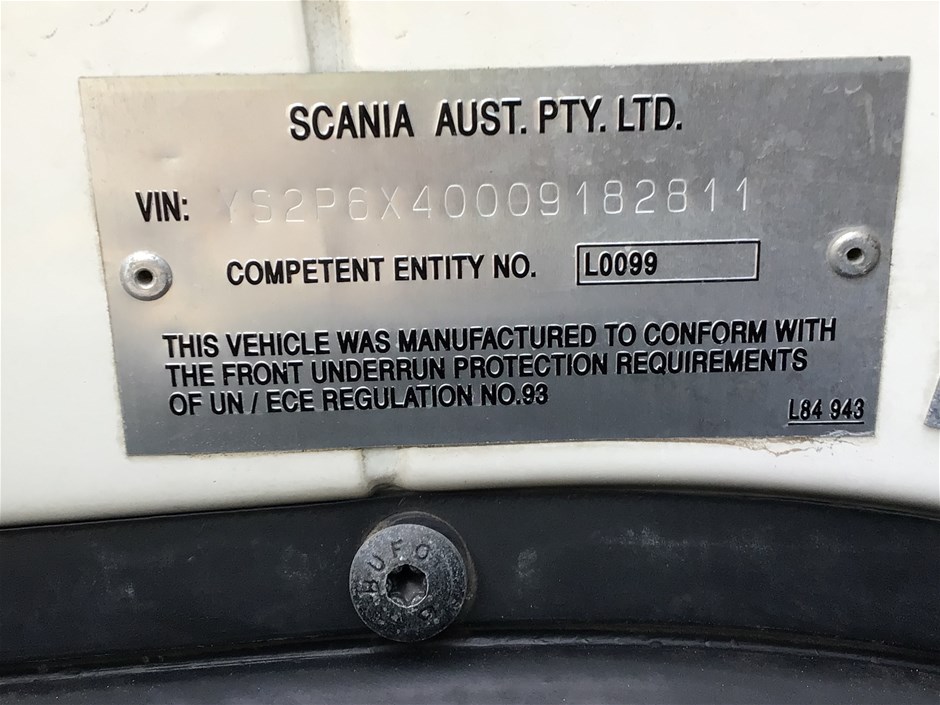 SCANIA AUST. PTY. LTD.
VIN: YS2P6X40009182811
COMPETENT ENTITY NO. L0099
THIS VEHICLE WAS MANUFACTURED TO CONFORM WITH
THE FRONT UNDERRUN PROTECTION REQUIREMENTS
OF UN / ECE REGULATION NO.93
L84 943
BUFO